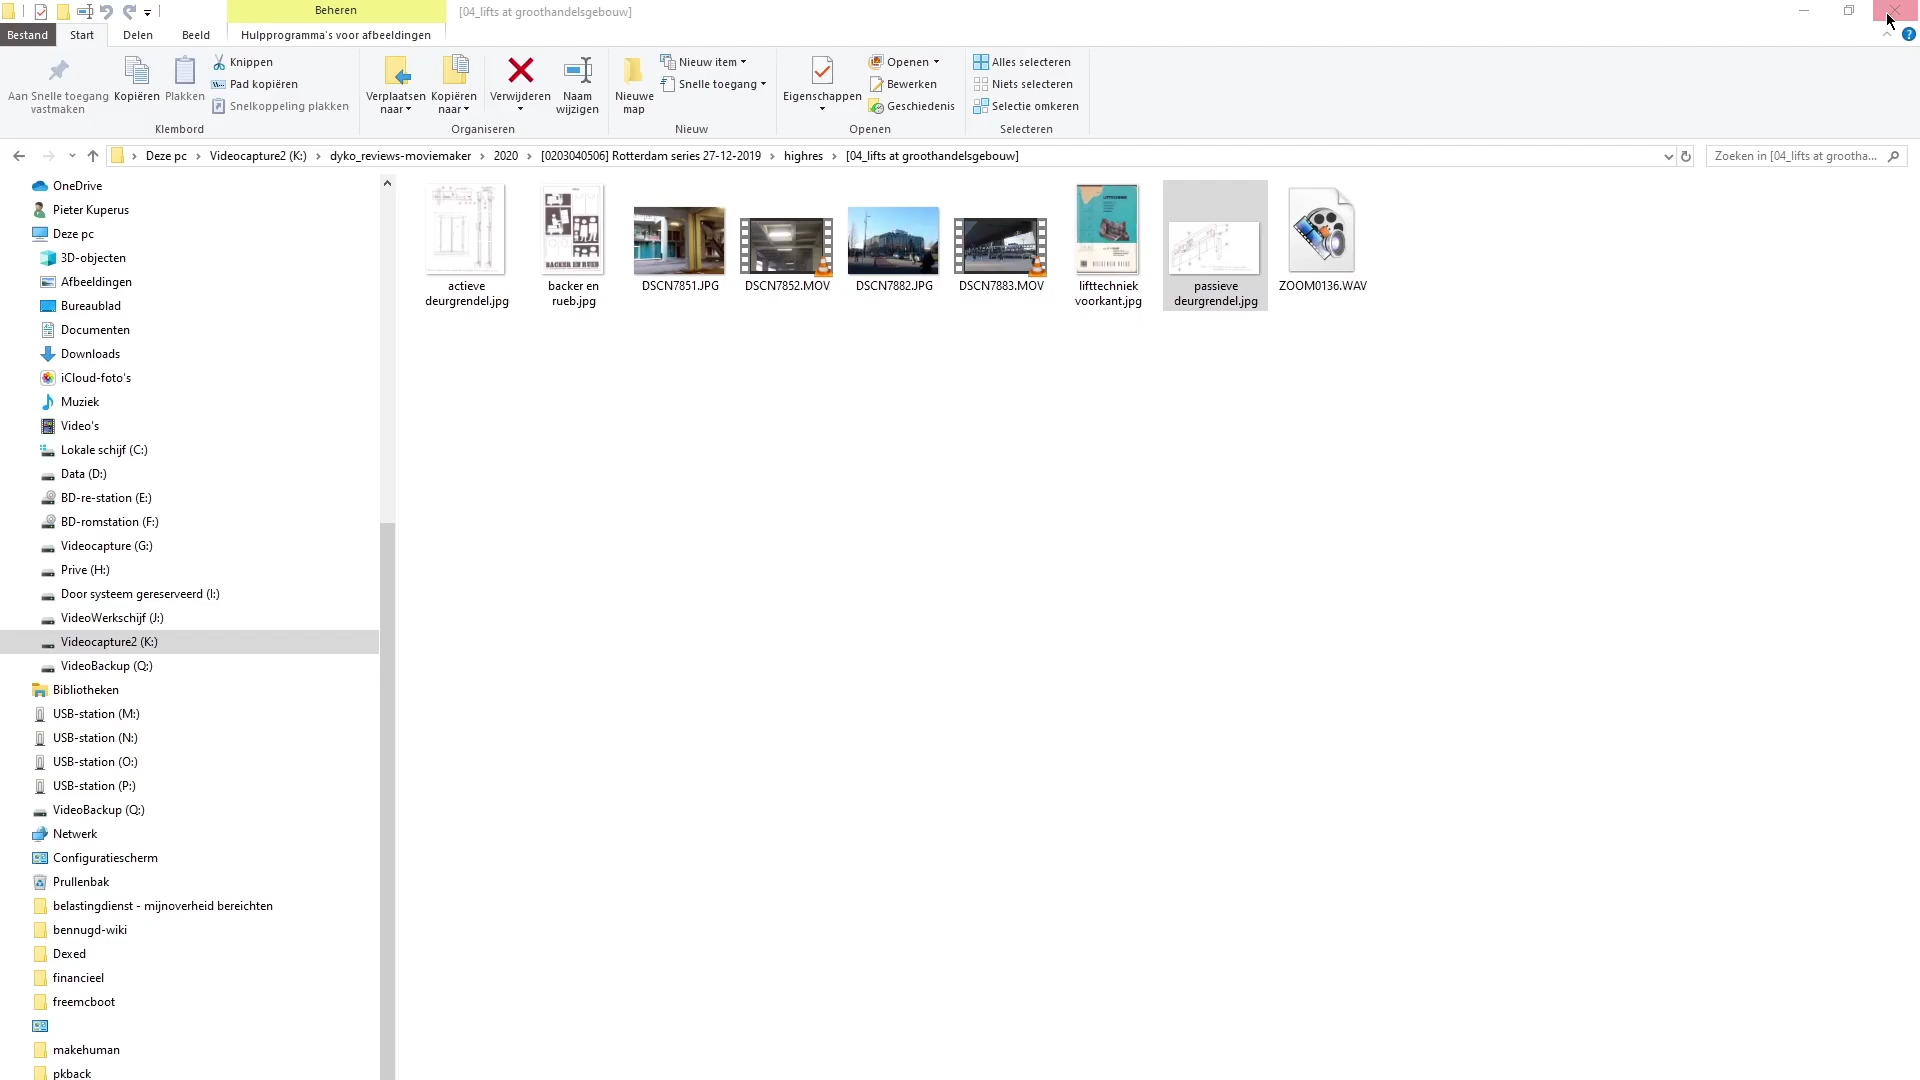 Beheren
[04_lifts at groothandelsgebouw]
Bestand
Start
Delen
Beeld
Hulpprogramma's voor afbeeldingen
Aan Snelle toegang
vastmaken
Kopiëren
Plakken
Knippen
Pad kopiëren
Snelkoppeling plakken
Klembord
Verplaatsen
naar
Kopiëren
naar
Verwijderen
Naam
wijzigen
Organiseren
Nieuwe
map
Nieuw item
Snelle toegang
Nieuw
Eigenschappen
Openen
Bewerken
Geschiedenis
Openen
Alles selecteren
Niets selecteren
Selectie omkeren
Selecteren
Deze pc
Videocapture2 (K:)
dyko_reviews-moviemaker
2020
[0203040506] Rotterdam series 27-12-2019
highres
[04_lifts at groothandelsgebouw]
Zoeken in [04_lifts at grootha...
OneDrive
Pieter Kuperus
Deze pc
3D-objecten
Afbeeldingen
Bureaublad
Documenten
Downloads
iCloud-foto's
Muziek
Video's
Lokale schijf (C:)
Data (D:)
BD-re-station (E:)
BD-romstation (F:)
Videocapture (G:)
Prive (H:)
Door systeem gereserveerd (I:)
VideoWerkschijf (J:)
Videocapture2 (K:)
VideoBackup (Q:)
Bibliotheken
USB-station (M:)
USB-station (N:)
USB-station (O:)
USB-station (P:)
VideoBackup (Q:)
Netwerk
Configuratiescherm
Prullenbak
belastingdienst - mijnoverheid bereichten
bennugd-wiki
Dexed
financieel
freemcboot
makehuman
pkback
BACKER EN RUEB
LIFTTECHNIEK
actieve
deurgrendel.jpg
backer en
rueb.jpg
DSCN7851.JPG
DSCN7852.MOV
DSCN7882.JPG
DSCN7883.MOV
lifttechniek
voorkant.jpg
passieve
deurgrendel.jpg
ZOOM0136.WAV